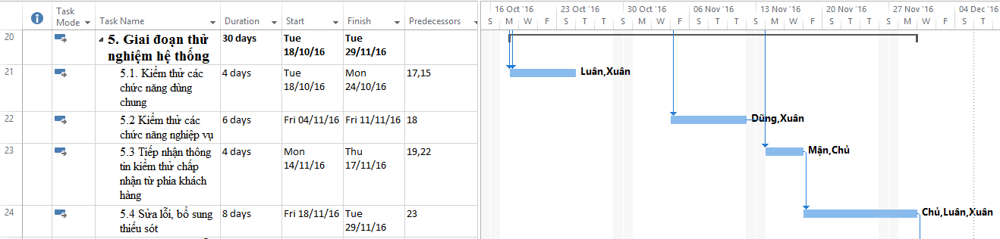 Task Mode Task Name Duration Start Finish Predecessors
16 Oct '16 23 Oct '16 30 Oct '16 06 Nov '16 13 Nov '16 20 Nov '16 27 Nov '16 04 Dec '16
S M W F S T T S M W F S T T S M W F S T
20 5. Giai đoạn thử nghiệm hệ thống 30 days Tue 18/10/16 Tue 29/11/16
21 5.1. Kiểm thử các chức năng dùng chung 4 days Tue 18/10/16 Mon 24/10/16 17,15
Luân,Xuân
22 5.2 Kiểm thử các chức năng nghiệp vụ 6 days Fri 04/11/16 Fri 11/11/16 18
Dũng,Xuân
23 5.3 Tiếp nhận thông tin kiểm thử chấp nhận từ phía khách hàng 4 days Mon 14/11/16 Thu 17/11/16 19,22
Mận,Chủ
24 5.4 Sửa lỗi, bổ sung thiếu sót 8 days Fri 18/11/16 Tue 29/11/16 23
Chủ,Luân,Xuân